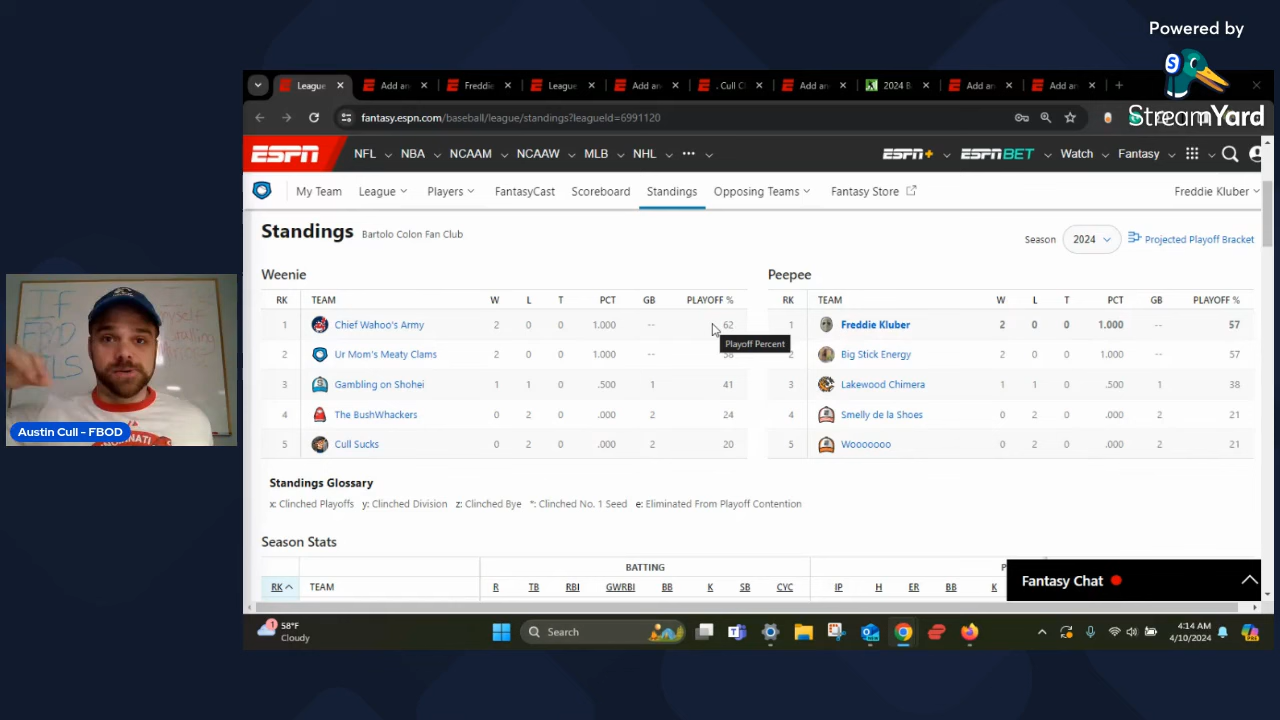 Powered by
StreamYard
League
Add an
Freddie
League
Add an
. Cull C
Add an
2024 B
Add an
Add an
fantasy.espn.com/baseball/league/standings?leagueId=6991120
ESPN NFL NBA NCAAM NCAAW MLB NHL ••• ESPN+ ESPN BET Watch Fantasy
My Team League Players FantasyCast Scoreboard Standings Opposing Teams Fantasy Store Freddie Kluber
Standings Bartolo Colon Fan Club
Season 2024 Projected Playoff Bracket
Weenie
RK TEAM W L T PCT GB PLAYOFF %
1 Chief Wahoo's Army 2 0 0 1.000 -- 62
2 Ur Mom's Meaty Clams 2 0 0 1.000 --
3 Gambling on Shohei 1 1 0 .500 1 41
4 The BushWhackers 0 2 0 .000 2 24
5 Cull Sucks 0 2 0 .000 2 20
Playoff Percent
Peepee
RK TEAM W L T PCT GB PLAYOFF %
1 Freddie Kluber 2 0 0 1.000 -- 57
2 Big Stick Energy 2 0 0 1.000 -- 57
3 Lakewood Chimera 1 1 0 .500 1 38
4 Smelly de la Shoes 0 2 0 .000 2 21
5 Wooooooo 0 2 0 .000 2 21
Standings Glossary
x: Clinched Playoffs y: Clinched Division z: Clinched Bye *: Clinched No. 1 Seed e: Eliminated From Playoff Contention
Season Stats
BATTING P
RK TEAM R TB RBI GWRBI BB K SB CYC IP H ER BB K
Fantasy Chat
If
FBOD
Austin Cull - FBOD
CINCINNATI
1
58°F
Cloudy
Search
4:14 AM
4/10/2024